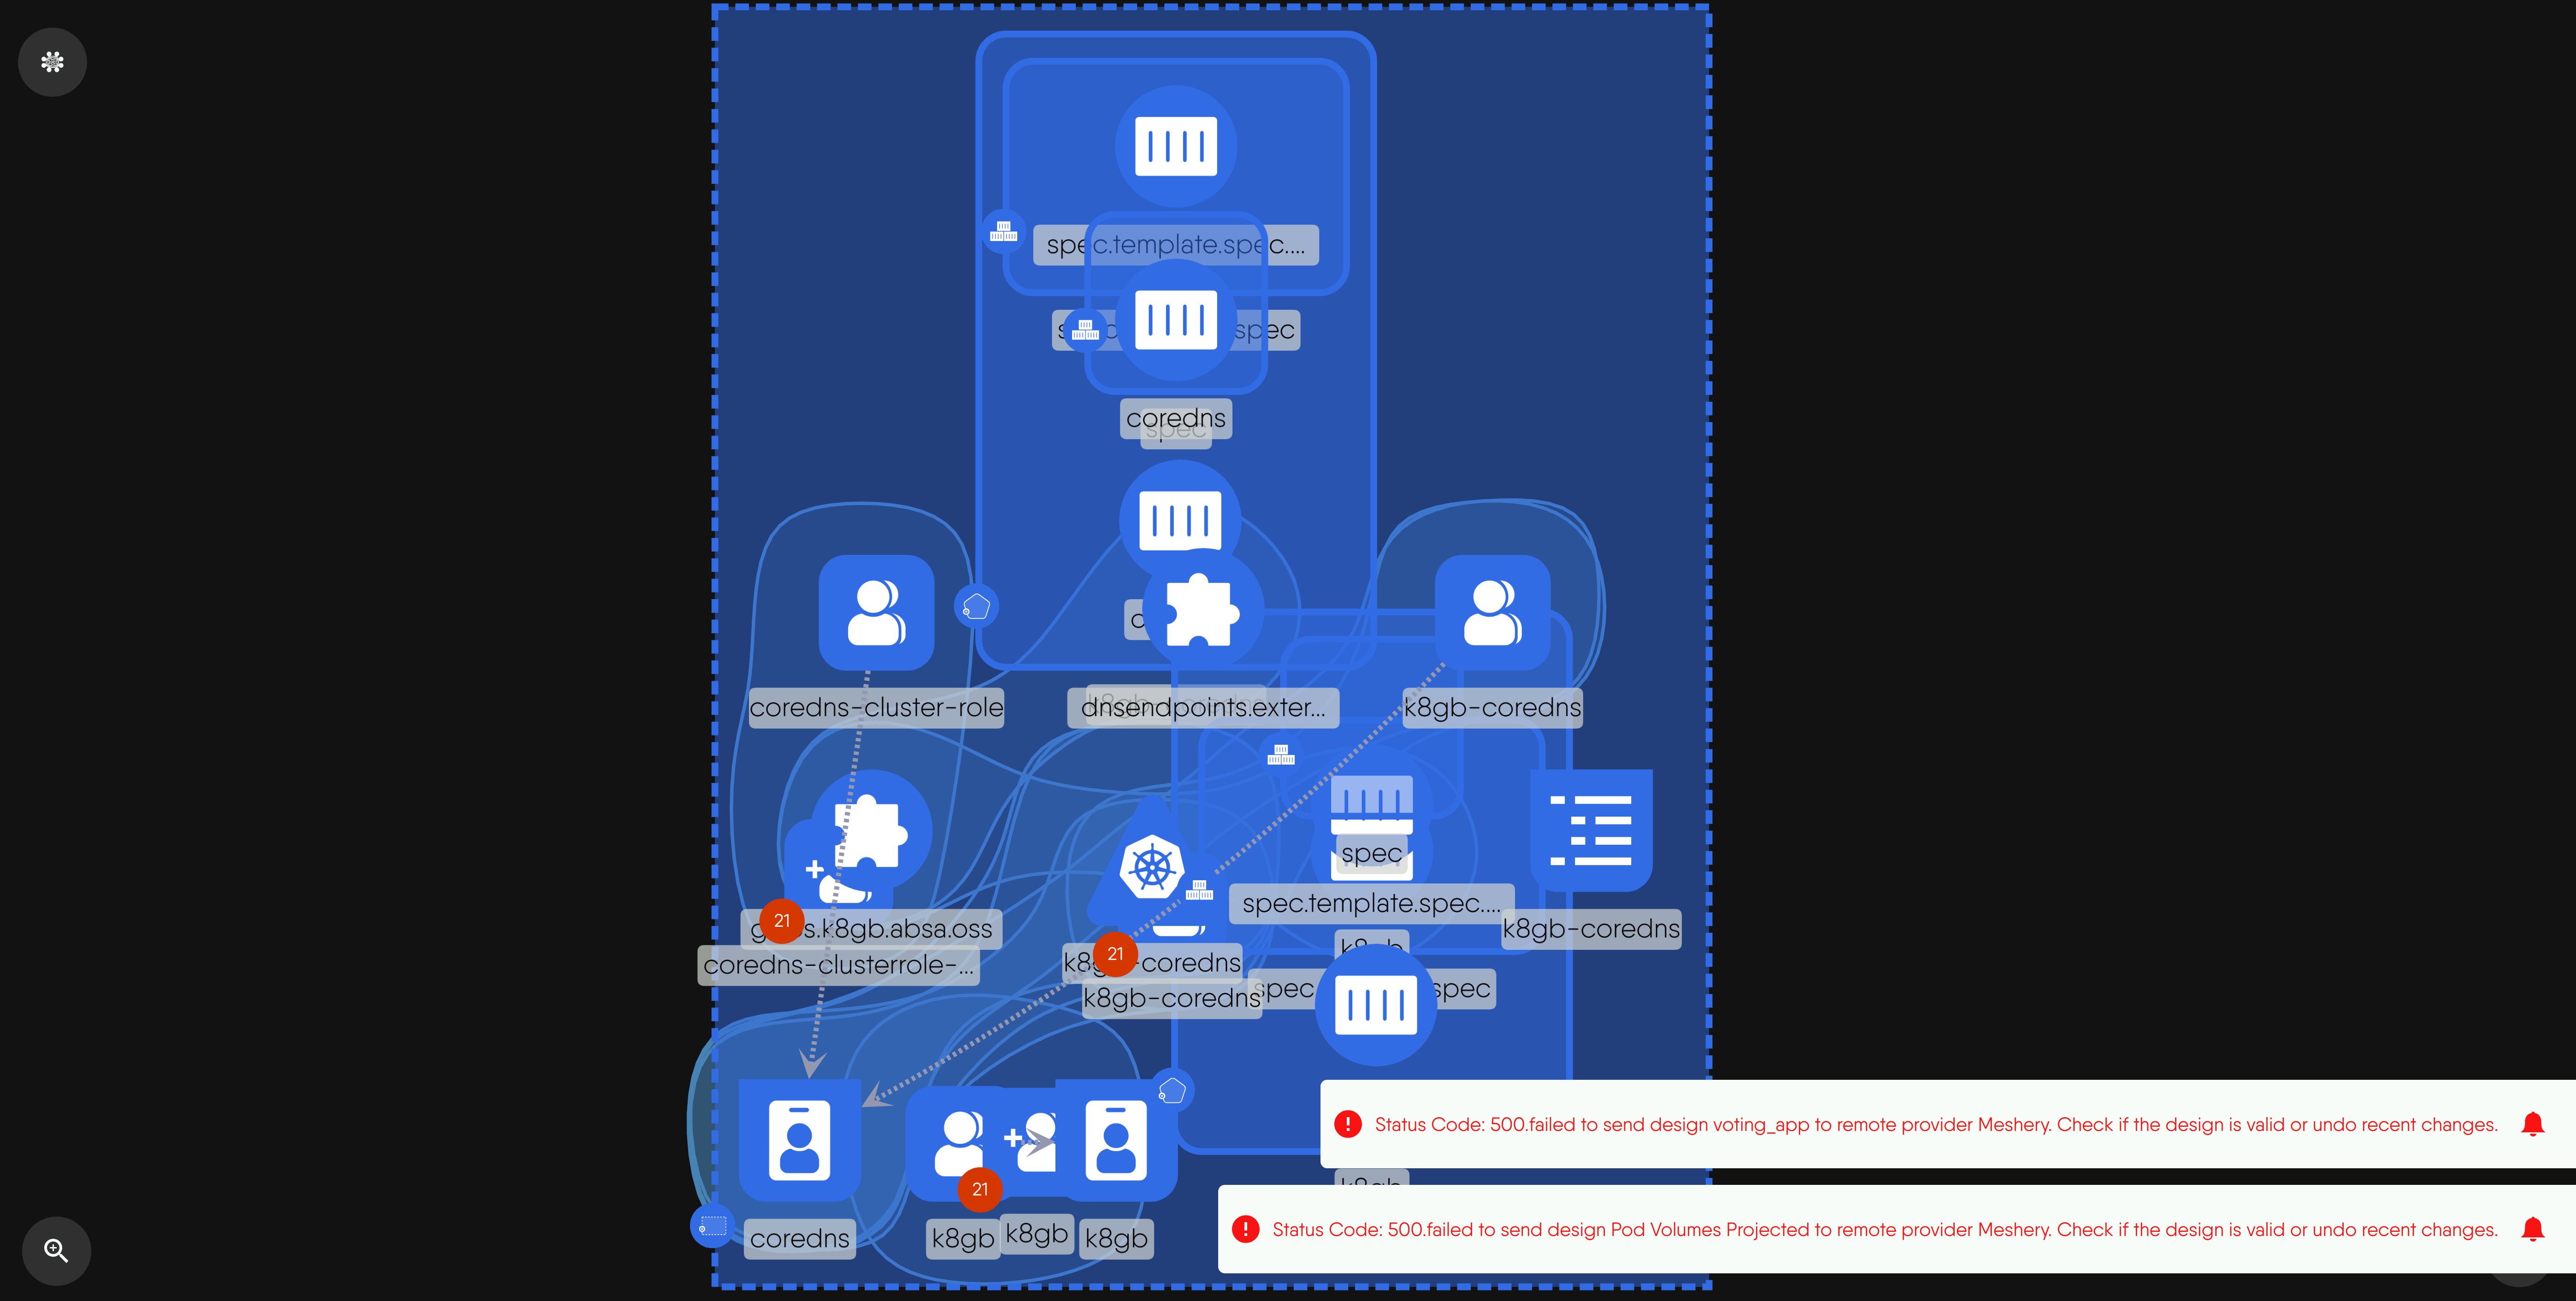 spec.template.spec....
spec
coredns
spec
coredns-cluster-role
dnsendpoints.exter...
k8gb-coredns
spec
spec.template.spec....
21
.k8gb.absa.oss
k8gb-coredns
coredns-clusterrole-...
21
k8gb-coredns
k8gb-coredns
spec
spec
k8gb
Status Code: 500.failed to send design voting_app to remote provider Meshery. Check if the design is valid or undo recent changes.
k8gb
21
Status Code: 500.failed to send design Pod Volumes Projected to remote provider Meshery. Check if the design is valid or undo recent changes.
coredns
k8gb
k8gb
k8gb